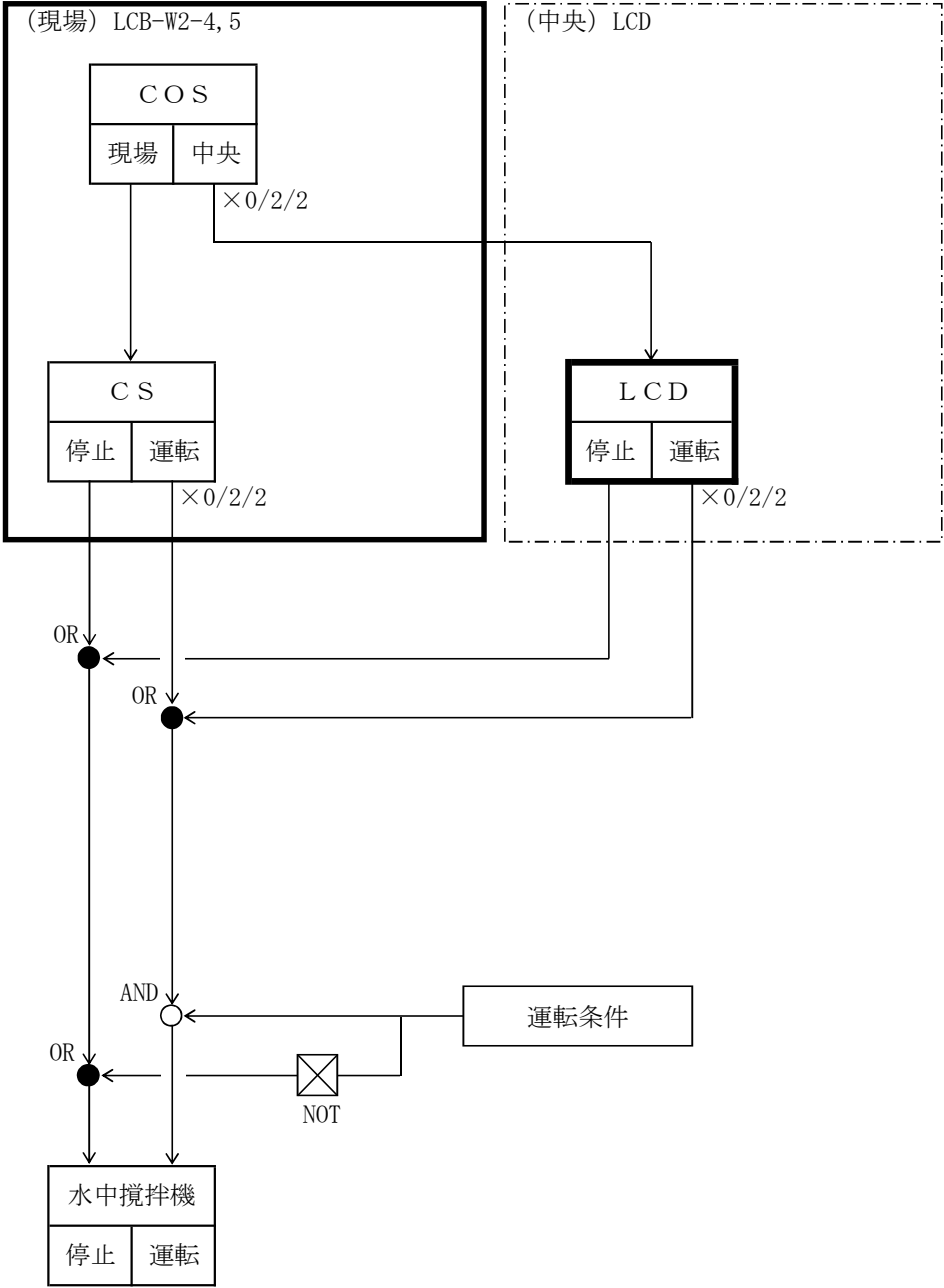 （現場）LCB-W2-4,5
（中央）LCD
ＣＯＳ
現場 中央
×0/2/2
ＣＳ
停止 運転
×0/2/2
ＬＣＤ
停止 運転
×0/2/2
OR
OR
AND
運転条件
OR
NOT
水中撹拌機
停止 運転